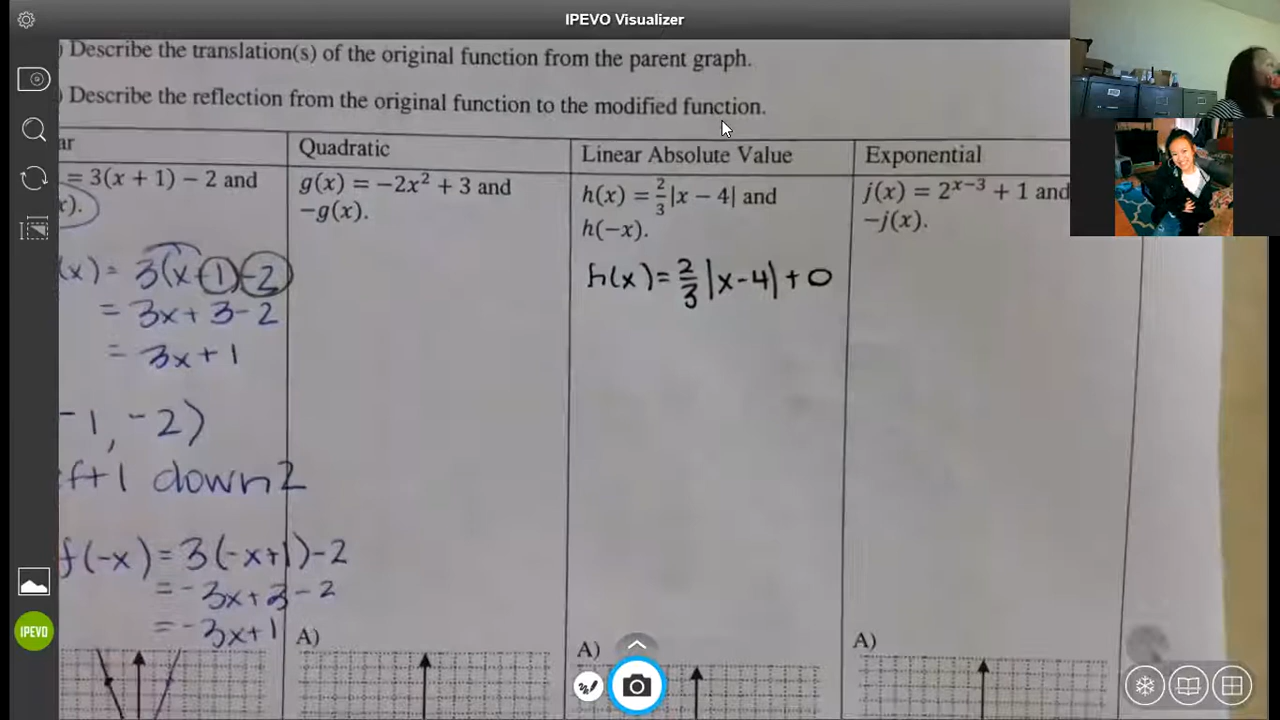 IPEVO Visualizer
) Describe the translation(s) of the original function from the parent graph.
) Describe the reflection from the original function to the modified function.
ar
= 3(x + 1) − 2 and
x).
(x) = 3(x+1)-2
= 3x + 3 - 2
= 3x + 1
-1, -2)
eft 1 down 2
f(-x) = 3(-x+1)-2
= -3x+3-2
= -3x+1
Quadratic
g(x) = −2x² + 3 and
−g(x).
A)
Linear Absolute Value
h(x) = 2/3|x − 4| and
h(−x).
h(x) = 2/3 |x-4| + 0
A)
Exponential
j(x) = 2^{x−3} + 1 and
−j(x).
A)
IPEVO